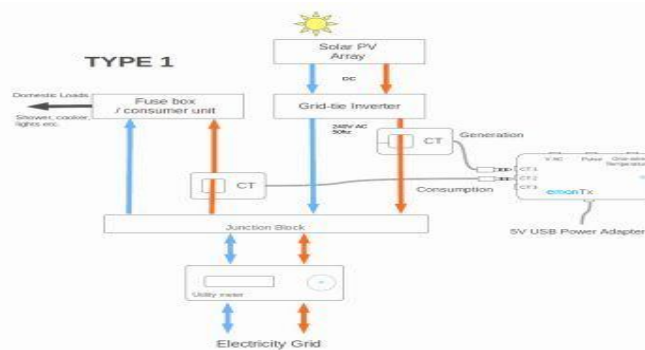 TYPE 1
Solar PV
Array
DC
Domestic Loads
Shower, cooker,
lights etc.
Fuse box
/ consumer unit
Grid-tie Inverter
240V AC
50hz
CT
Generation
CT
Consumption
V AC
Pulse
CT 1
CT 2
CT 3
emonTx
5V USB Power Adapter
Junction Block
Utility meter
Electricity Grid